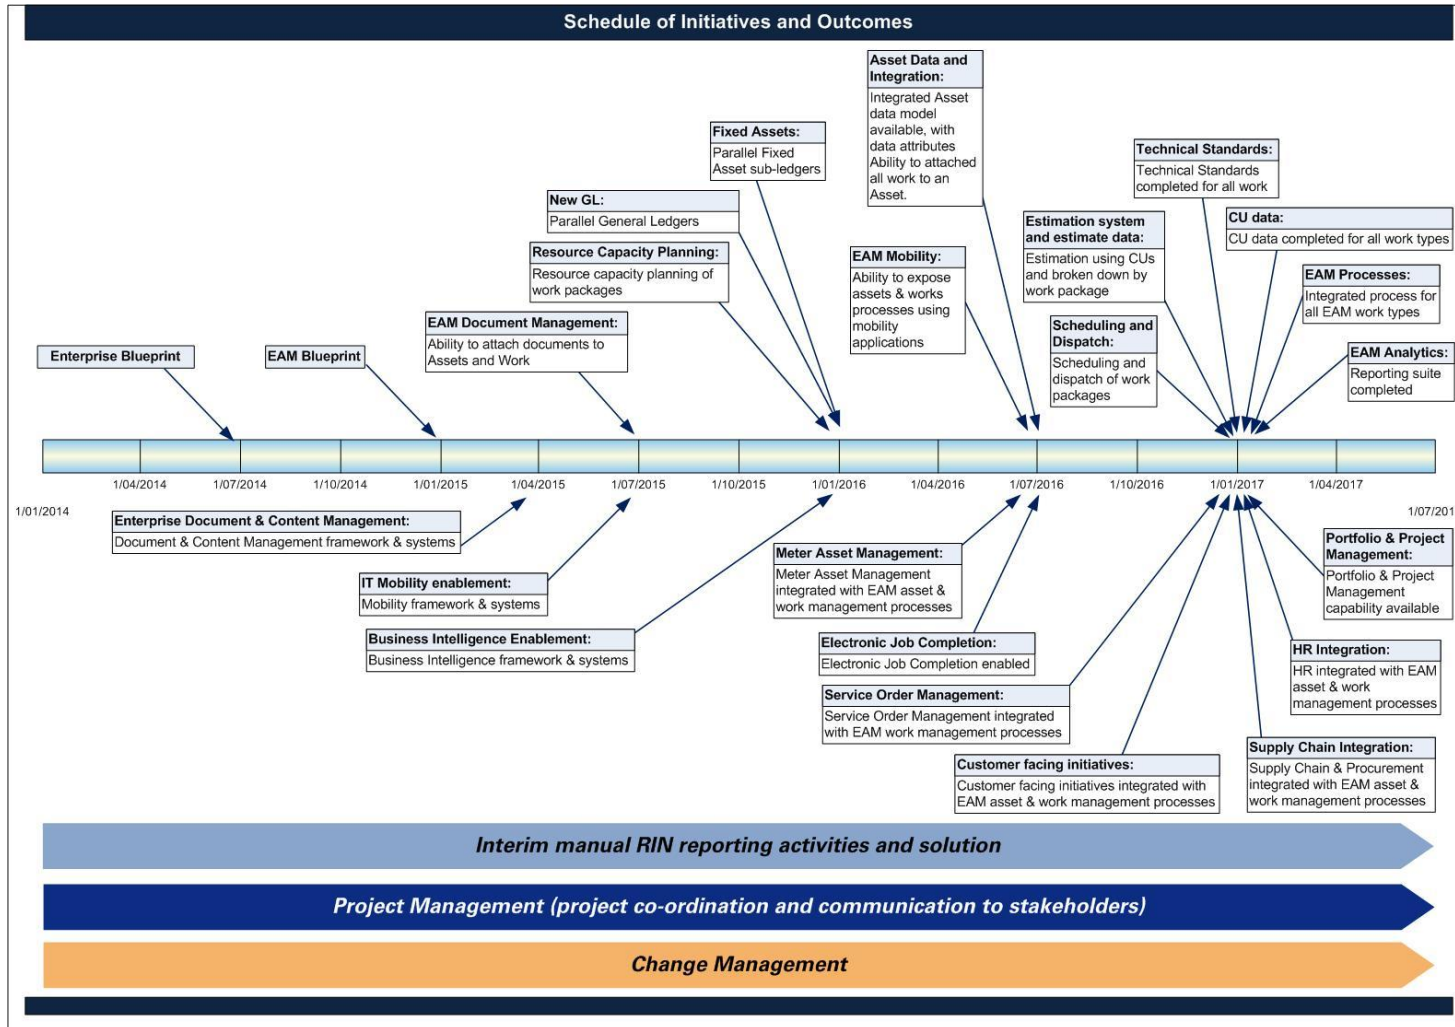 Schedule of Initiatives and Outcomes
Asset Data and
Integration:
Integrated Asset
data model
available, with
data attributes
Ability to attached
all work to an
Asset.
Fixed Assets:
Parallel Fixed
Asset sub-ledgers
Technical Standards:
Technical Standards
completed for all work
New GL:
Parallel General Ledgers
CU data:
CU data completed for all work types
Estimation system
and estimate data:
Estimation using CUs
and broken down by
work package
Resource Capacity Planning:
Resource capacity planning of
work packages
EAM Mobility:
Ability to expose
assets & works
processes using
mobility
applications
EAM Processes:
Integrated process for
all EAM work types
EAM Document Management:
Ability to attach documents to
Assets and Work
Scheduling and
Dispatch:
Scheduling and
dispatch of work
packages
Enterprise Blueprint
EAM Blueprint
EAM Analytics:
Reporting suite
completed
1/04/2014
1/07/2014
1/10/2014
1/01/2015
1/04/2015
1/07/2015
1/10/2015
1/01/2016
1/04/2016
1/07/2016
1/10/2016
1/01/2017
1/04/2017
1/01/2014
1/07/201
Enterprise Document & Content Management:
Document & Content Management framework & systems
IT Mobility enablement:
Mobility framework & systems
Business Intelligence Enablement:
Business Intelligence framework & systems
Meter Asset Management:
Meter Asset Management
integrated with EAM asset &
work management processes
Portfolio & Project
Management:
Portfolio & Project
Management
capability available
Electronic Job Completion:
Electronic Job Completion enabled
HR Integration:
HR integrated with EAM
asset & work
management processes
Service Order Management:
Service Order Management integrated
with EAM work management processes
Customer facing initiatives:
Customer facing initiatives integrated with
EAM asset & work management processes
Supply Chain Integration:
Supply Chain & Procurement
integrated with EAM asset &
work management processes
Interim manual RIN reporting activities and solution
Project Management (project co-ordination and communication to stakeholders)
Change Management